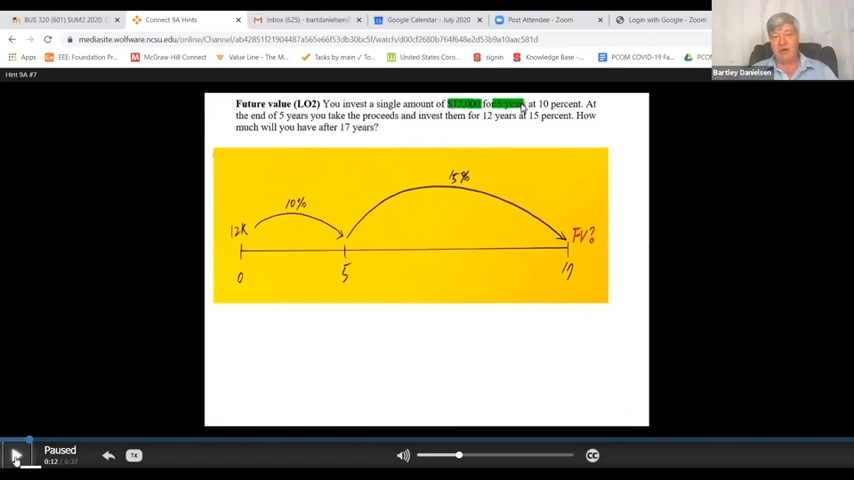 BUS 320 (601) SUM2 2020: C
Connect 9A Hints
Inbox (625) - bartdanielsen@
Google Calendar - July 2020
Post Attendee - Zoom
Login with Google - Zoom
mediasite.wolfware.ncsu.edu/online/Channel/ab42851f21904487a565e66f53db30bc5f/watch/d00cf2680b764f648e2d53b9a10aac581d
Apps
EEE: Foundation Pr...
McGraw-Hill Connect
Value Line - The M...
Tasks by main / T...
United States Coro...
signin
Knowledge Base -...
PCOM COVID-19 Fa...
PCOM
Hint 9A #7
Bartley Danielsen
Future value (LO2) You invest a single amount of $12,000 for 5 years at 10 percent. At
the end of 5 years you take the proceeds and invest them for 12 years at 15 percent. How
much will you have after 17 years?
15%
10%
12K
FV?
0
5
17
Paused
0:12 / 6:37
1x
CC